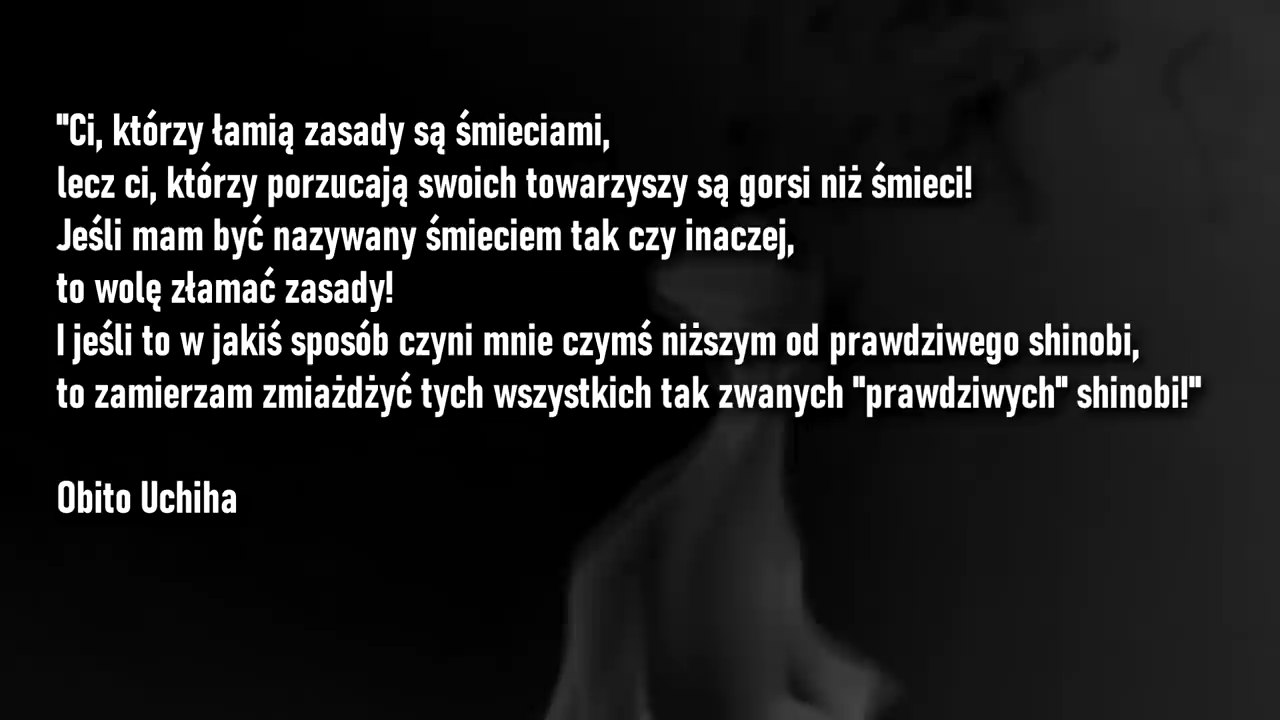 "Ci, którzy łamią zasady są śmieciami,
lecz ci, którzy porzucają swoich towarzyszy są gorsi niż śmieci!
Jeśli mam być nazywany śmieciem tak czy inaczej,
to wolę złamać zasady!
I jeśli to w jakiś sposób czyni mnie czymś niższym od prawdziwego shinobi,
to zamierzam zmiażdżyć tych wszystkich tak zwanych "prawdziwych" shinobi!"
Obito Uchiha